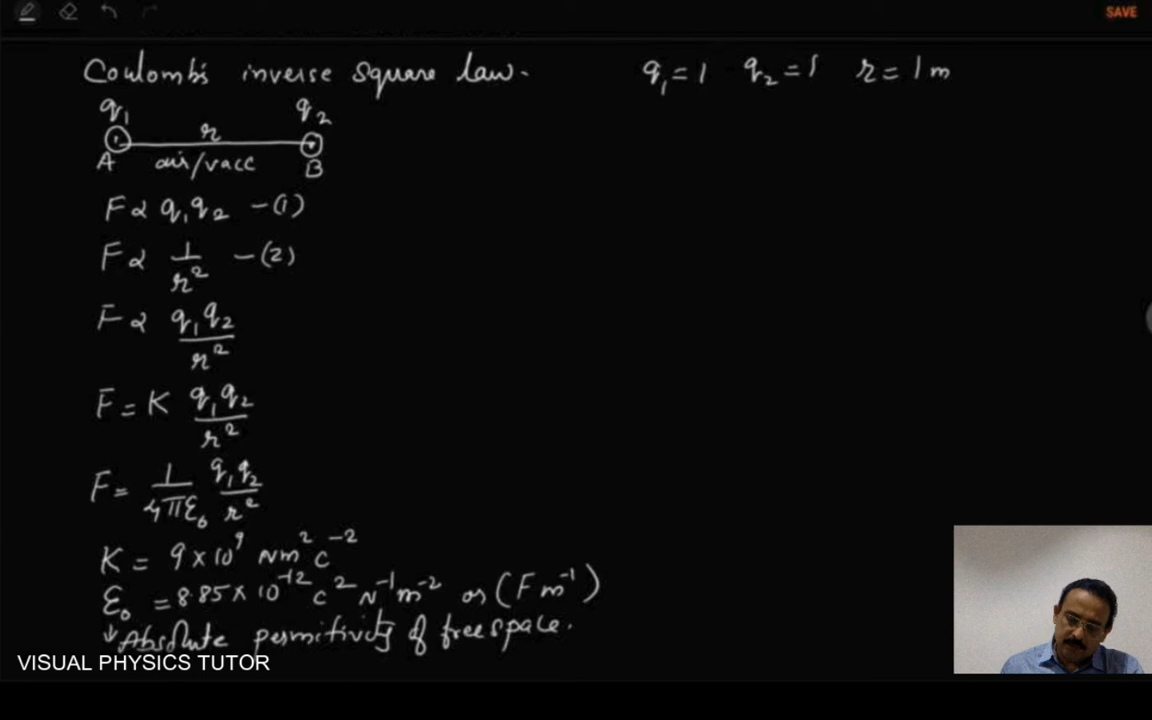 SAVE
Coulomb's inverse square law.
q₁ = 1 q₂ = 1 r = 1 m
q₁ q₂
r
A air/vacc B
F ∝ q₁q₂ —(1)
F ∝ 1/r² —(2)
F ∝ q₁q₂/r²
F = K q₁q₂/r²
F = 1/4πε₀ q₁q₂/r²
K = 9 × 10⁹ Nm² c⁻²
ε₀ = 8.85 × 10⁻¹² c² N⁻¹ m⁻² or (F m⁻¹)
↓ Absolute permitivity of free space.
VISUAL PHYSICS TUTOR